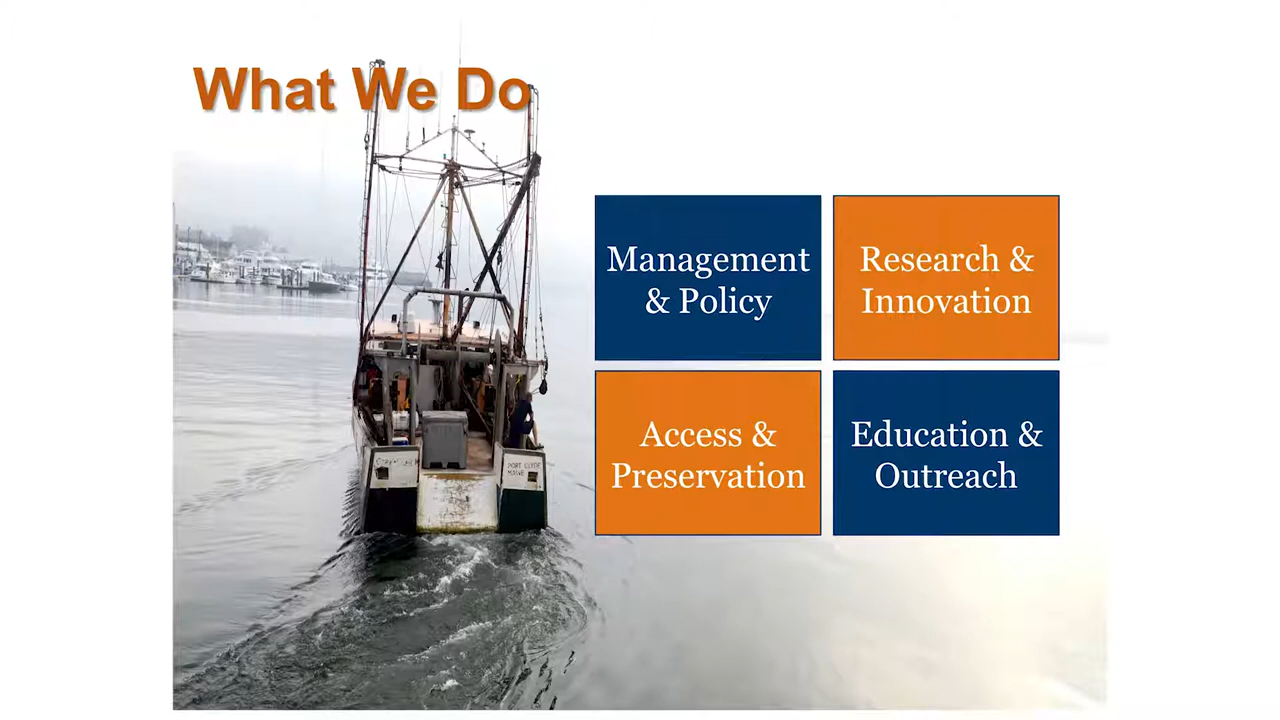 What We Do
Management
& Policy
Research &
Innovation
Access &
Preservation
Education &
Outreach
PORT CLYDE
MAINE